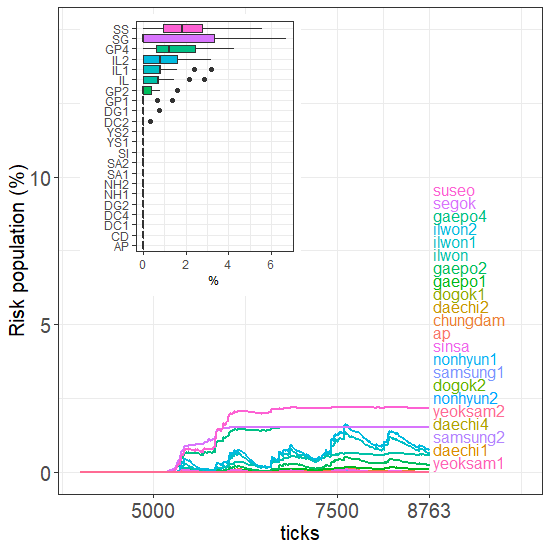 SS
SG
GP4
IL2
IL1
IL
GP2
GP1
DG1
DC2
YS2
YS1
SI
SA2
SA1
NH2
NH1
DG2
DC4
DC1
CD
AP
0 2 4 6
%
Risk population (%)
10
5
0
suseo
segok
gaepo4
ilwon2
ilwon1
ilwon
gaepo2
gaepo1
dogok1
daechi2
chungdam
ap
sinsa
nonhyun1
samsung1
dogok2
nonhyun2
yeoksam2
daechi4
samsung2
daechi1
yeoksam1
5000 7500 8763
ticks